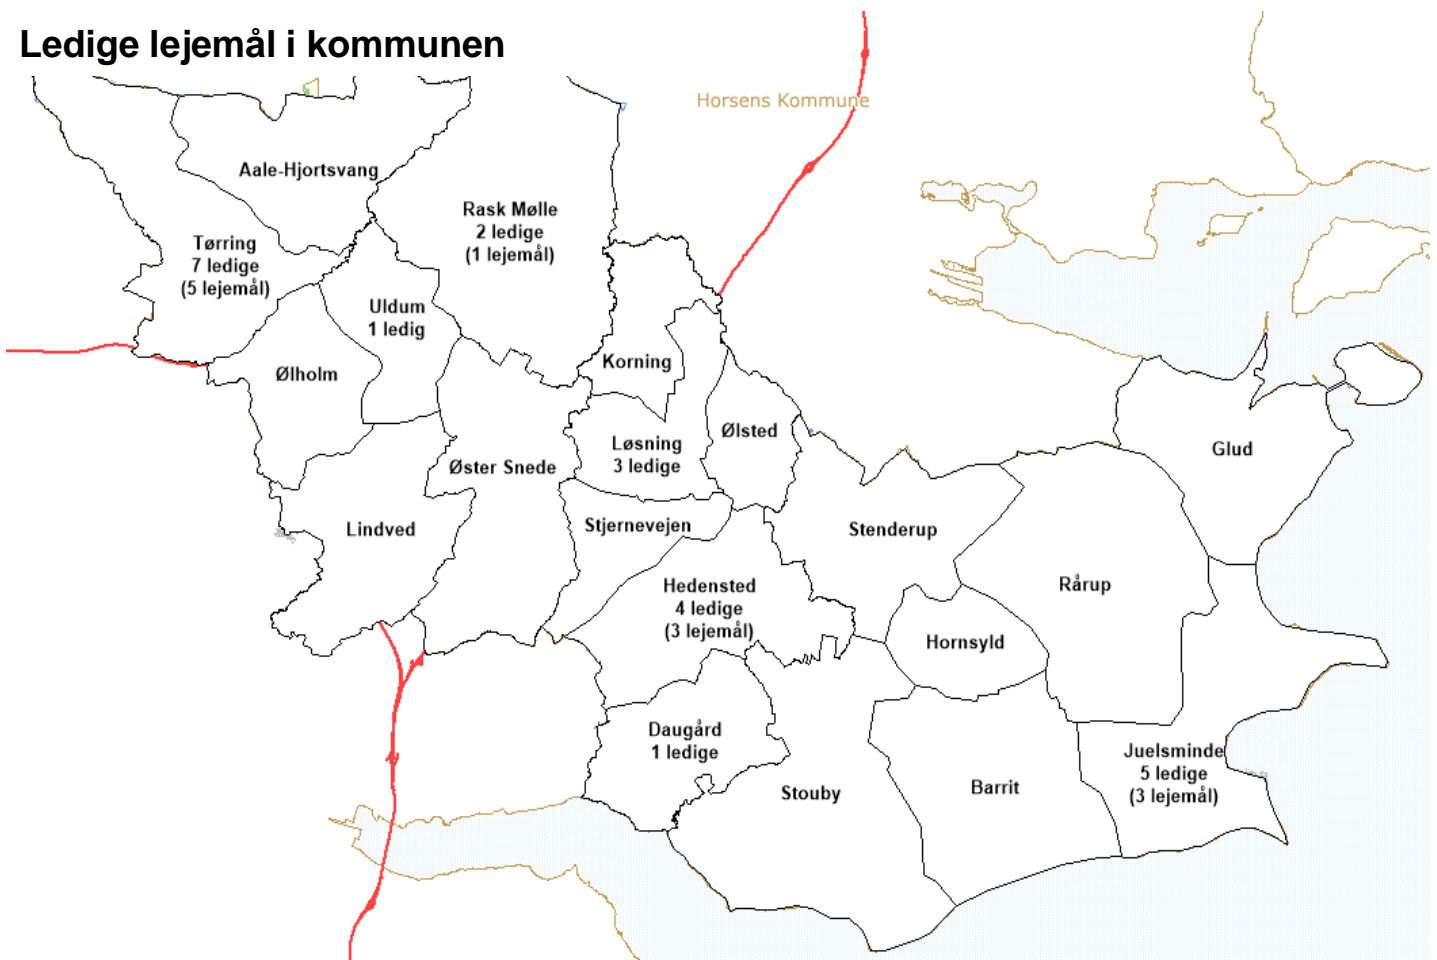 Ledige lejemål i kommunen
Horsens Kommune
Aale-Hjortsvang
Rask Mølle
2 ledige
(1 lejemål)
Tørring
7 ledige
(5 lejemål)
Uldum
1 ledig
Ølholm
Korning
Ølsted
Løsning
3 ledige
Glud
Øster Snede
Lindved
Stjernevejen
Stenderup
Hedensted
4 ledige
(3 lejemål)
Rårup
Hornsyld
Daugård
1 ledige
Stouby
Barrit
Juelsminde
5 ledige
(3 lejemål)